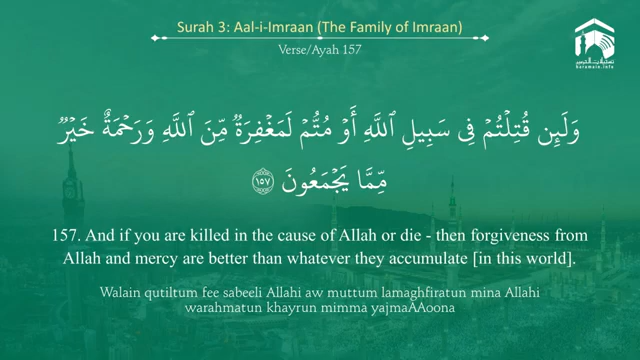 Surah 3: Aal-i-Imraan (The Family of Imraan)
Verse/Ayah 157
haramain.info
وَلَئِن قُتِلْتُمْ فِى سَبِيلِ ٱللَّهِ أَوْ مُتُّمْ لَمَغْفِرَةٌ مِّنَ ٱللَّهِ وَرَحْمَةٌ خَيْرٌ
مِّمَّا يَجْمَعُونَ ١٥٧
157. And if you are killed in the cause of Allah or die - then forgiveness from
Allah and mercy are better than whatever they accumulate [in this world].
Walain qutiltum fee sabeeli Allahi aw muttum lamaghfiratun mina Allahi
warahmatun khayrun mimma yajmaAAoona